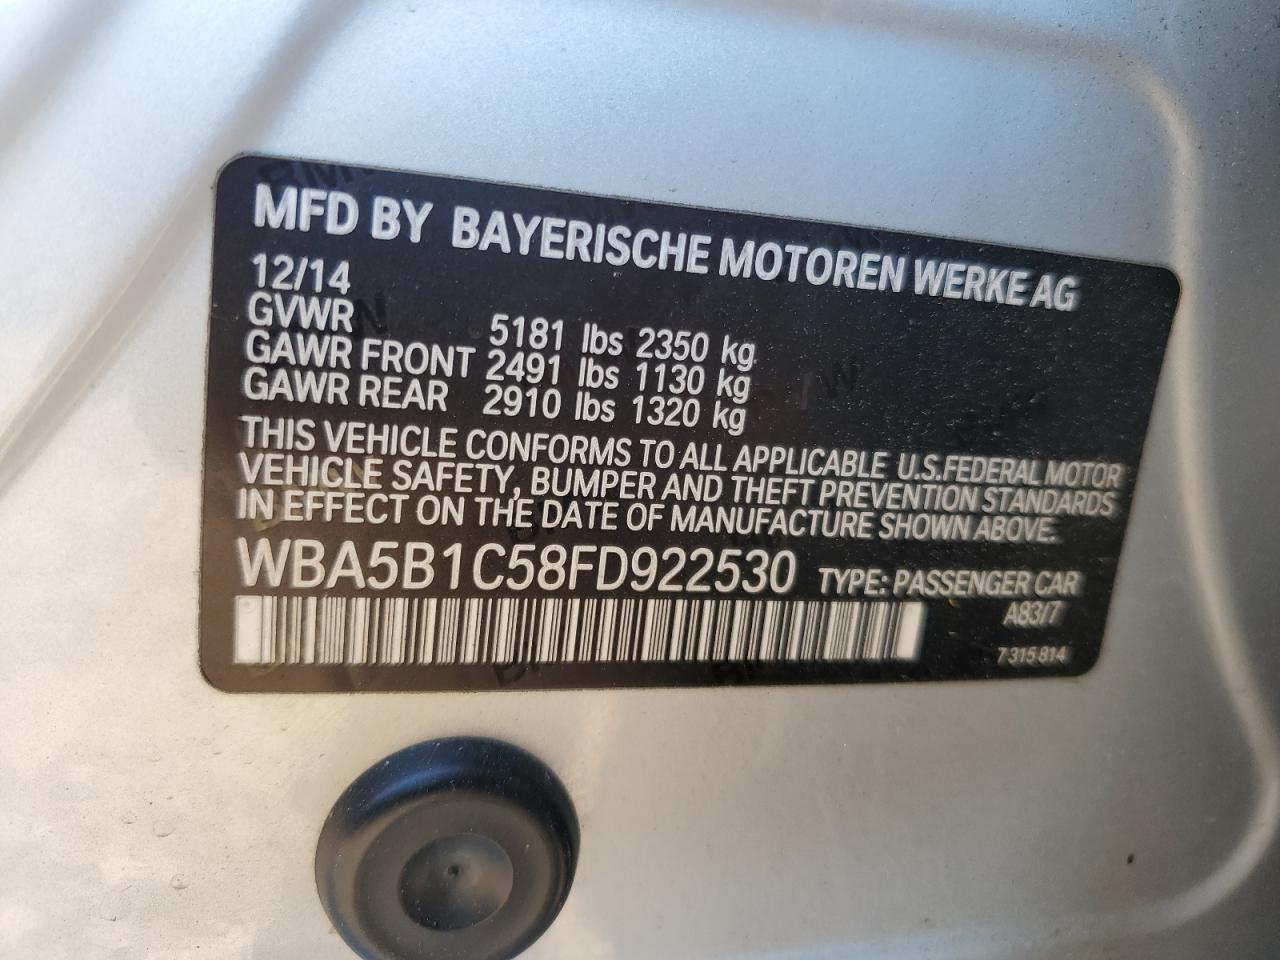 MFD BY BAYERISCHE MOTOREN WERKE AG
12/14
GVWR 5181 lbs 2350 kg
GAWR FRONT 2491 lbs 1130 kg
GAWR REAR 2910 lbs 1320 kg
THIS VEHICLE CONFORMS TO ALL APPLICABLE U.S.FEDERAL MOTOR
VEHICLE SAFETY, BUMPER AND THEFT PREVENTION STANDARDS
IN EFFECT ON THE DATE OF MANUFACTURE SHOWN ABOVE.
WBA5B1C58FD922530 TYPE: PASSENGER CAR
A83/7
7 315 814